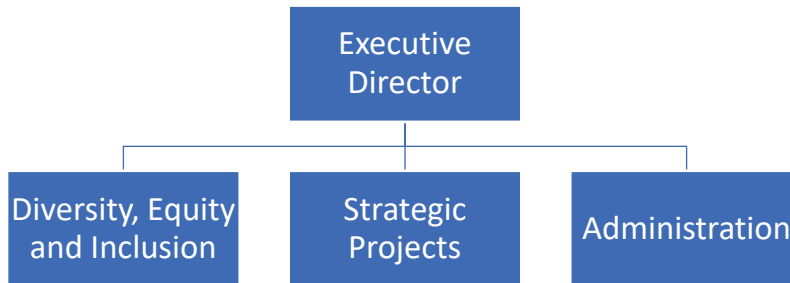 Executive
Director
Diversity, Equity
and Inclusion
Strategic
Projects
Administration